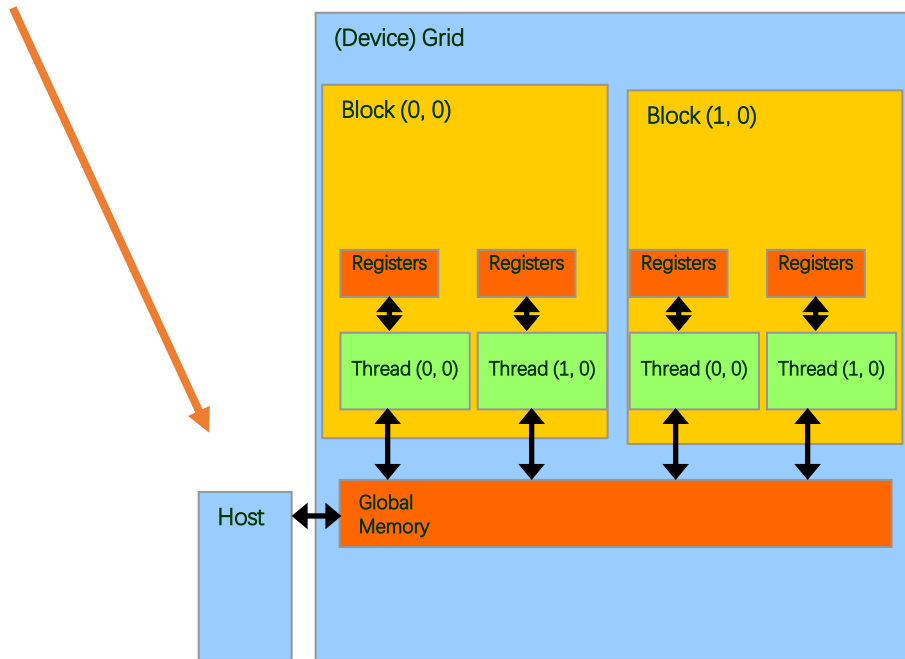 (Device) Grid
Block (0, 0)
Block (1, 0)
Registers
Registers
Registers
Registers
Thread (0, 0)
Thread (1, 0)
Thread (0, 0)
Thread (1, 0)
Global
Memory
Host